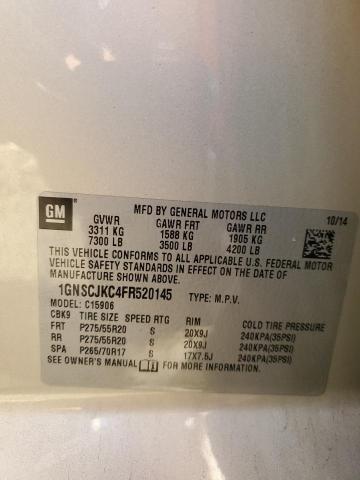 GM
MFD BY GENERAL MOTORS LLC 10/14
GVWR GAWR FRT GAWR RR
3311 KG 1588 KG 1905 KG
7300 LB 3500 LB 4200 LB
THIS VEHICLE CONFORMS TO ALL APPLICABLE U.S. FEDERAL MOTOR
VEHICLE SAFETY STANDARDS IN EFFECT ON THE DATE OF
MANUFACTURE SHOWN ABOVE.
1GNSCJKC4FR520145 TYPE: M.P.V.
MODEL: C15906
CBK9 TIRE SIZE SPEED RTG RIM COLD TIRE PRESSURE
FRT P275/55R20 S 20X9J 240KPA(35PSI)
RR P275/55R20 S 20X9J 240KPA(35PSI)
SPA P265/70R17 S 17X7.5J 240KPA(35PSI)
SEE OWNER'S MANUAL FOR MORE INFORMATION.